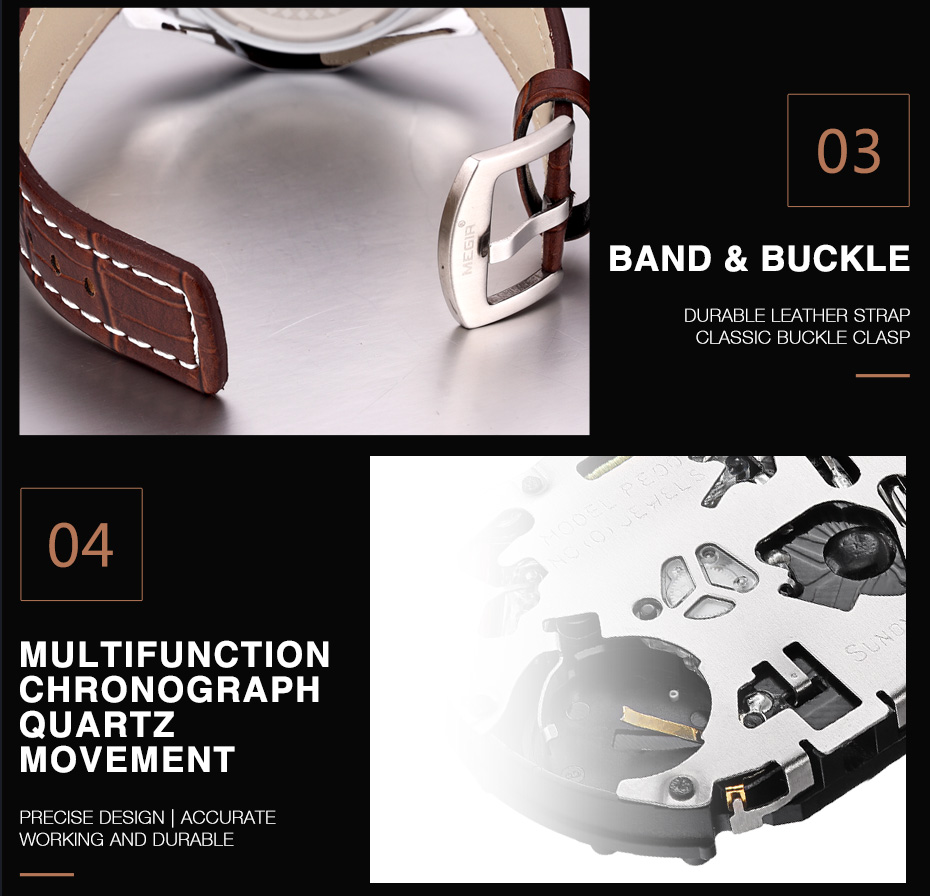 03
BAND & BUCKLE
DURABLE LEATHER STRAP
CLASSIC BUCKLE CLASP
MEGIR®
04
MULTIFUNCTION
CHRONOGRAPH
QUARTZ
MOVEMENT
PRECISE DESIGN | ACCURATE
WORKING AND DURABLE
MODEL